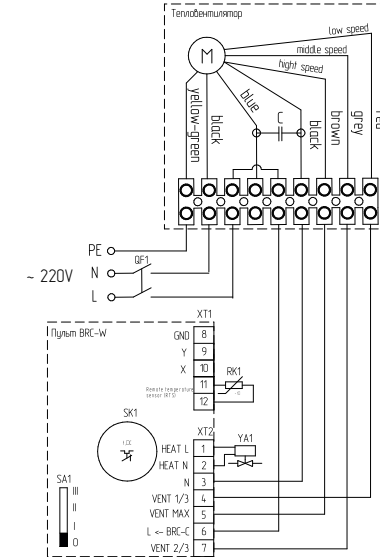 Тепловентилятор
low speed
middle speed
hight speed
M
yellow-green
black
blue
C
black
brown
grey
PE
QF1
~ 220V
N
L
XT1
Пульт BRC-W
GND 8
Y 9
X 10
RK1
Remote temperature
sensor (RTS)
11
12
SK1
XT2
YA1
HEAT L 1
HEAT N 2
SA1
N 3
III
VENT 1/3 4
II
VENT MAX 5
I
L <- BRC-C 6
0
VENT 2/3 7